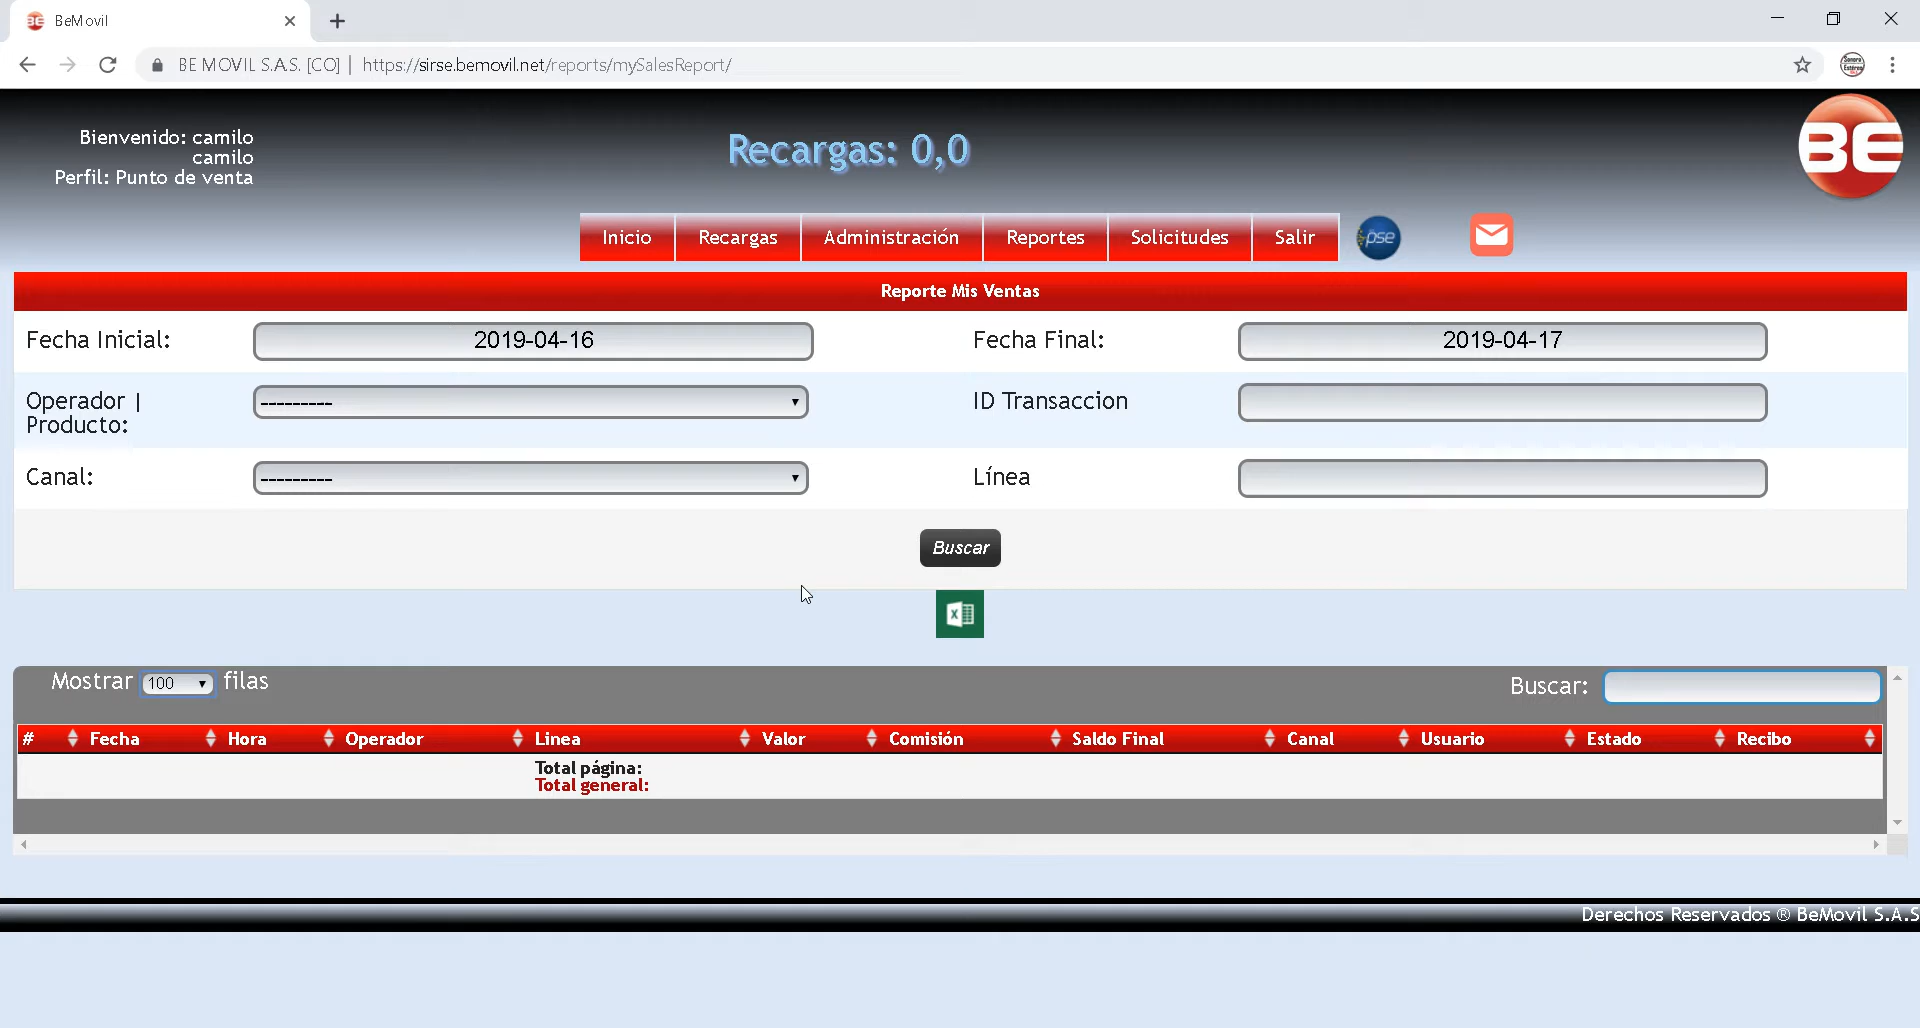 BeMovil
BE MOVIL S.A.S. [CO] | https://sirse.bemovil.net/reports/mySalesReport/
Bienvenido: camilo
camilo
Perfil: Punto de venta
Recargas: 0,0
BE
Inicio
Recargas
Administración
Reportes
Solicitudes
Salir
pse
Reporte Mis Ventas
Fecha Inicial:
2019-04-16
Fecha Final:
2019-04-17
Operador |
Producto:
---------
ID Transaccion
Canal:
---------
Línea
Buscar
Mostrar 100 filas
Buscar:
# Fecha Hora Operador Linea Valor Comisión Saldo Final Canal Usuario Estado Recibo
Total página:
Total general:
Derechos Reservados ® BeMovil S.A.S